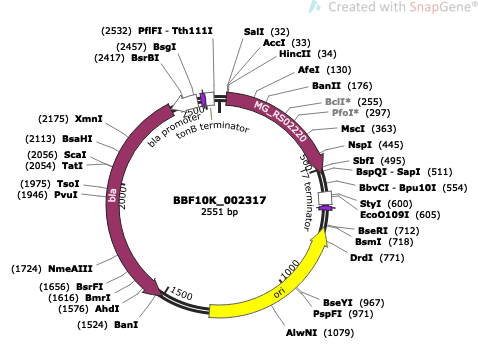 Created with SnapGene®
(2532) PflFI - Tth111I
(2457) BsgI
(2417) BsrBI
SalI (32)
AccI (33)
HincII (34)
AfeI (130)
BanII (176)
BclI* (255)
PfoI* (297)
MscI (363)
NspI (445)
SbfI (495)
BspQI - SapI (511)
BbvCI - Bpu10I (554)
StyI (600)
EcoO109I (605)
BseRI (712)
BsmI (718)
DrdI (771)
BseYI (967)
PspFI (971)
AlwNI (1079)
(2175) XmnI
(2113) BsaHI
(2056) ScaI
(2054) TatI
(1975) TsoI
(1946) PvuI
(1724) NmeAIII
(1656) BsrFI
(1616) BmrI
(1576) AhdI
(1524) BanI
MG_RS02220
bla promoter
tonB terminator
T7 terminator
bla
ori
500
1000
1500
2000
2500
BBF10K_002317
2551 bp